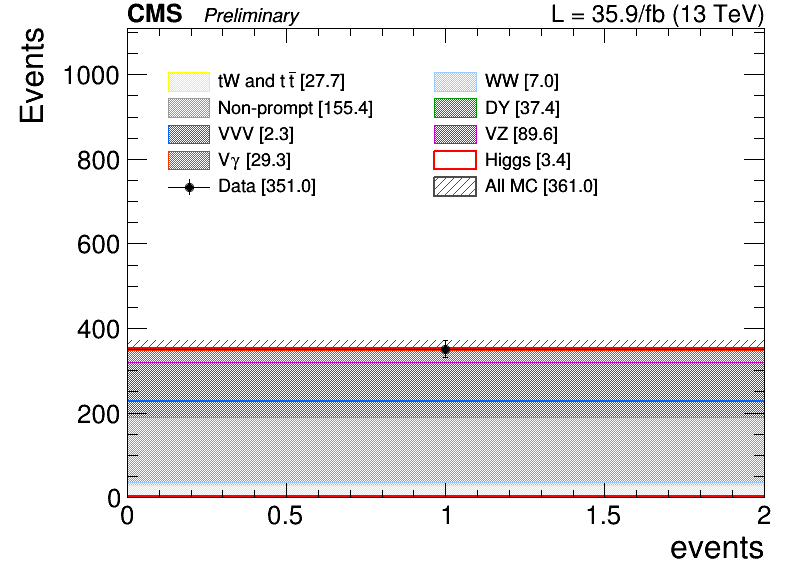 CMS Preliminary L = 35.9/fb (13 TeV)
Events
1000
800
600
400
200
0
tW and t t̅ [27.7]
Non-prompt [155.4]
VVV [2.3]
Vγ [29.3]
Data [351.0]
WW [7.0]
DY [37.4]
VZ [89.6]
Higgs [3.4]
All MC [361.0]
0 0.5 1 1.5 2
events